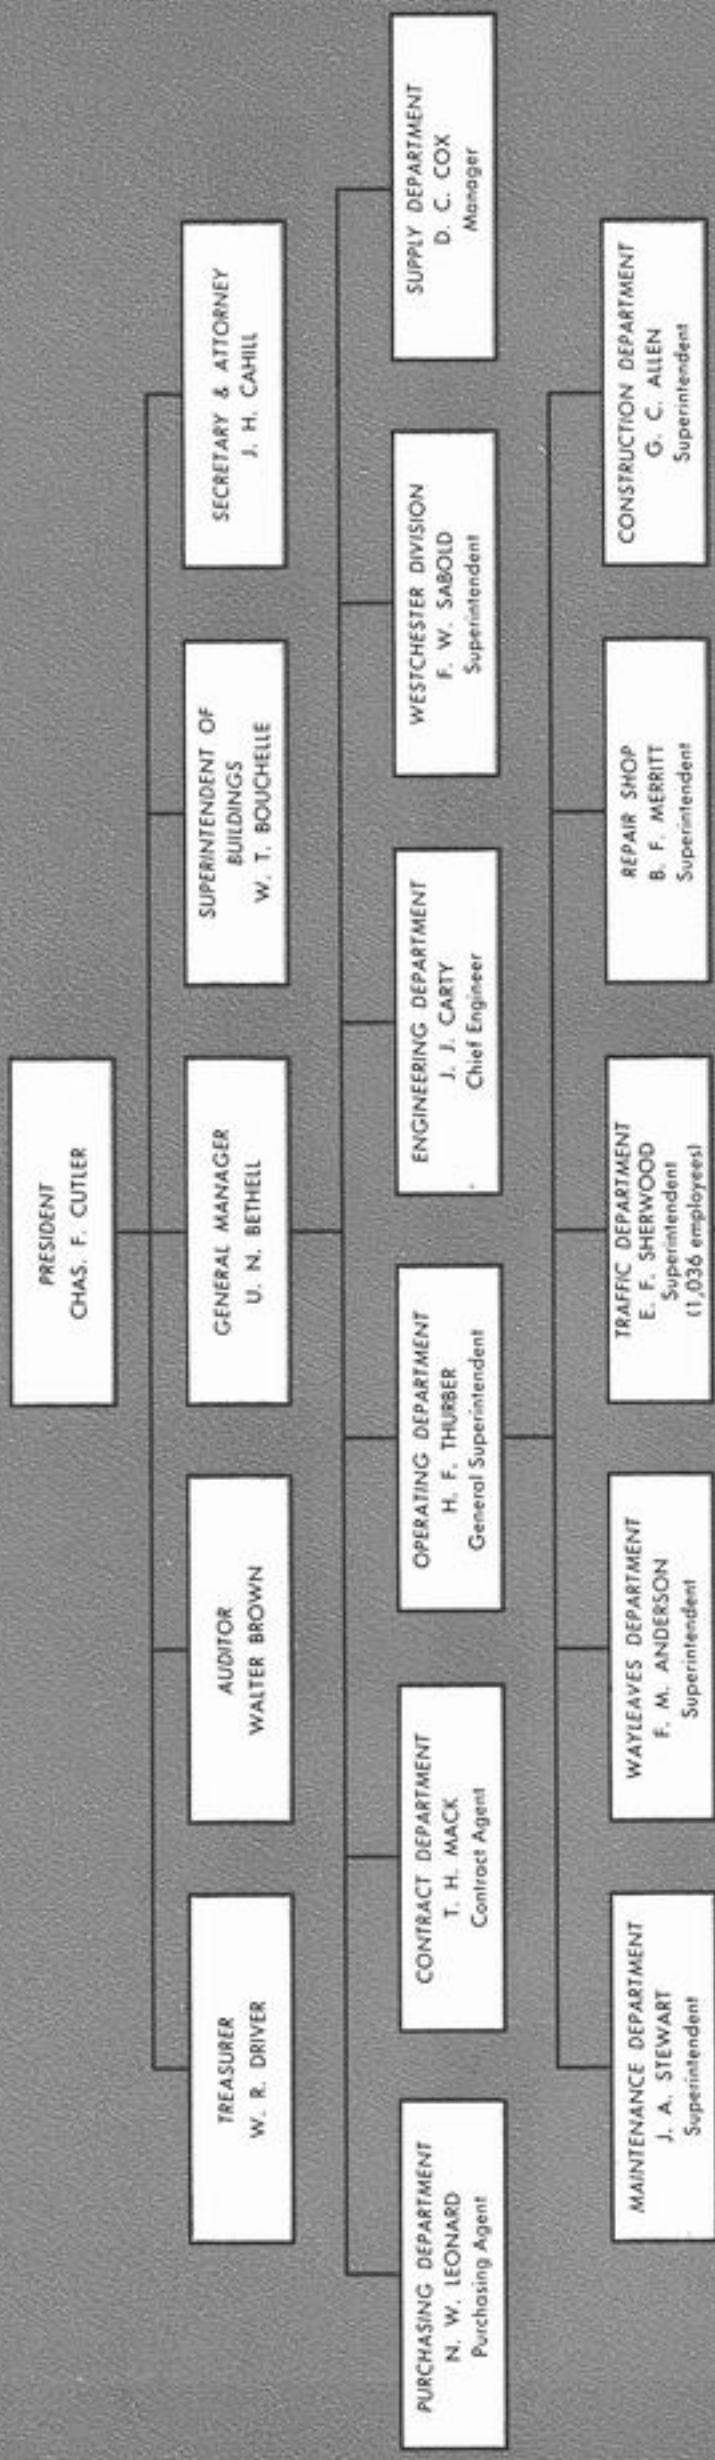 PRESIDENT
CHAS. F. CUTLER
TREASURER
W. R. DRIVER
AUDITOR
WALTER BROWN
GENERAL MANAGER
U. N. BETHELL
SUPERINTENDENT OF
BUILDINGS
W. T. BOUCHELLE
SECRETARY & ATTORNEY
J. H. CAHILL
PURCHASING DEPARTMENT
N. W. LEONARD
Purchasing Agent
CONTRACT DEPARTMENT
T. H. MACK
Contract Agent
OPERATING DEPARTMENT
H. F. THURBER
General Superintendent
ENGINEERING DEPARTMENT
J. J. CARTY
Chief Engineer
WESTCHESTER DIVISION
F. W. SABOLD
Superintendent
SUPPLY DEPARTMENT
D. C. COX
Manager
MAINTENANCE DEPARTMENT
J. A. STEWART
Superintendent
WAYLEAVES DEPARTMENT
F. M. ANDERSON
Superintendent
TRAFFIC DEPARTMENT
E. F. SHERWOOD
Superintendent
(1,036 employees)
REPAIR SHOP
B. F. MERRITT
Superintendent
CONSTRUCTION DEPARTMENT
G. C. ALLEN
Superintendent